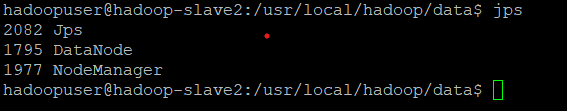 hadoopuser@hadoop-slave2:/usr/local/hadoop/data$ jps
2082 Jps
1795 DataNode
1977 NodeManager
hadoopuser@hadoop-slave2:/usr/local/hadoop/data$